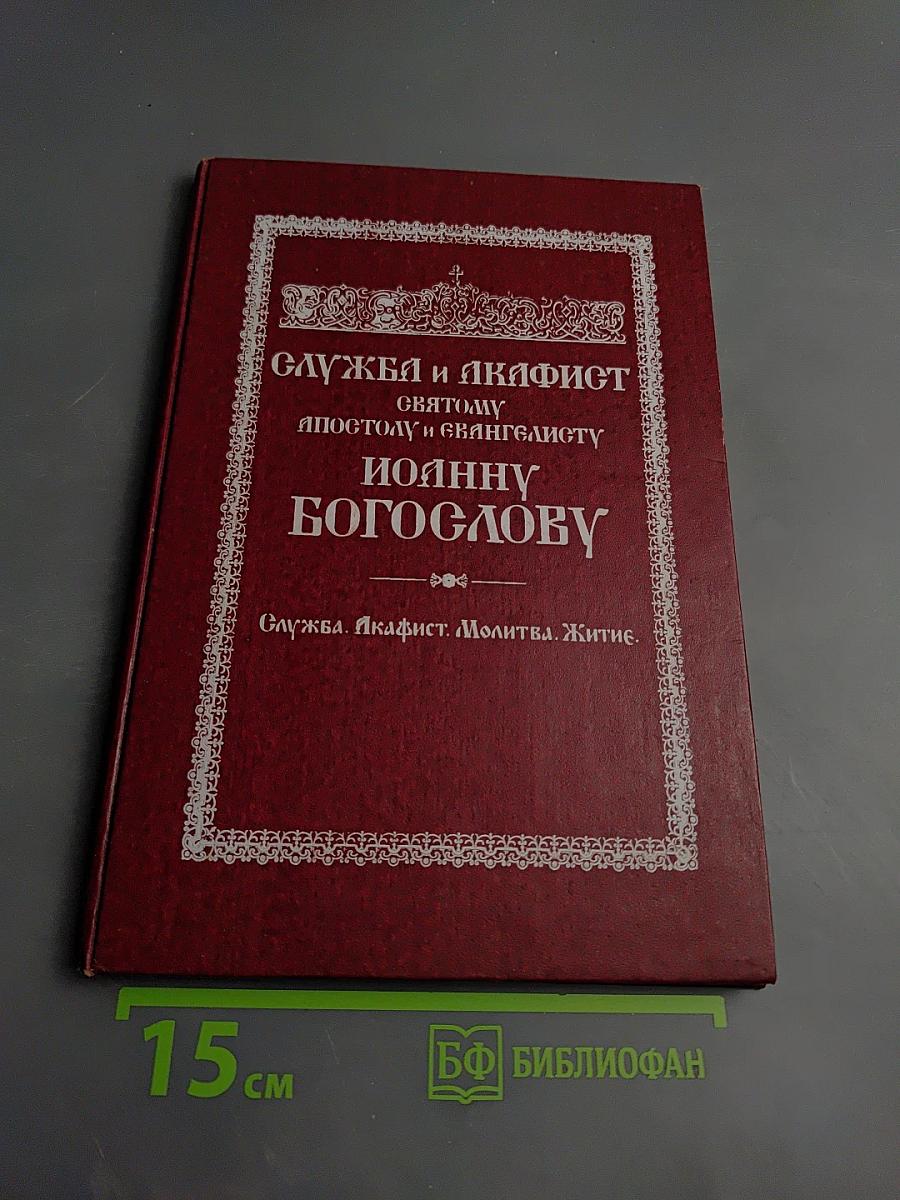 СЛУЖБА и АКАФИСТ
СВЯТОМУ
АПОСТОЛУ и ЕВАНГЕЛИСТУ
ИОАННУ
БОГОСЛОВУ
Служба. Акафист. Молитва. Житие.
15 см
БФ БИБЛИОФАН